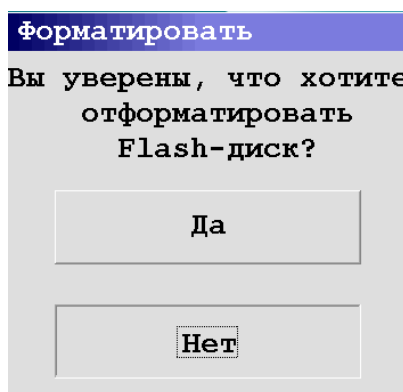 Форматировать
Вы уверены, что хотите
отформатировать
Flash-диск?
Да
Нет